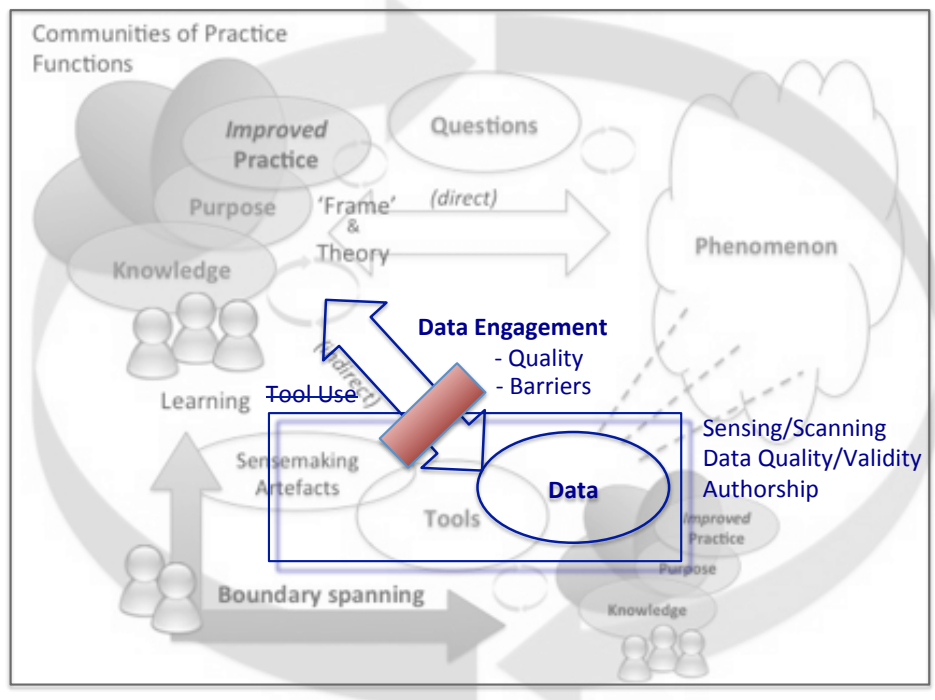 Communities of Practice
Functions
Improved
Practice
Questions
Purpose
'Frame'
&
Theory
(direct)
Knowledge
Phenomenon
Data Engagement
- Quality
- Barriers
(indirect)
Tool Use
Learning
Sensemaking
Artefacts
Tools
Data
Sensing/Scanning
Data Quality/Validity
Authorship
Improved
Practice
Purpose
Knowledge
Boundary spanning